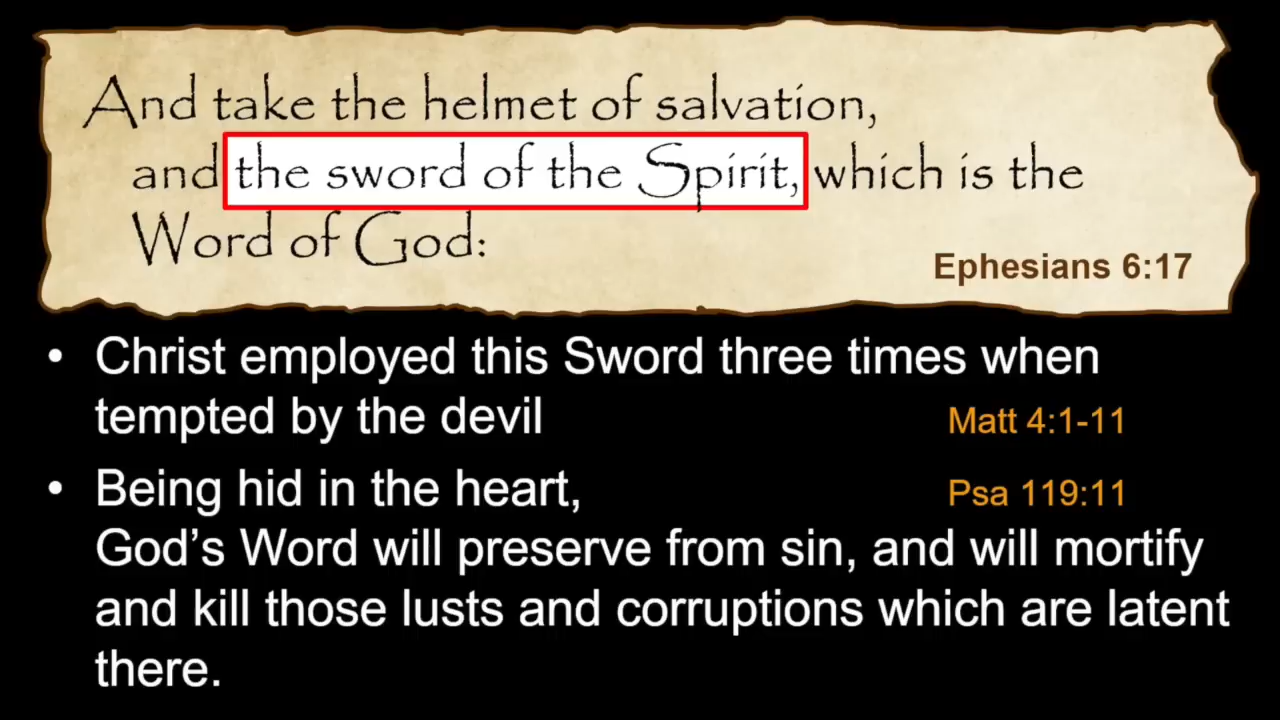 And take the helmet of salvation,
and the sword of the Spirit, which is the
Word of God:
Ephesians 6:17
• Christ employed this Sword three times when
tempted by the devil Matt 4:1-11
• Being hid in the heart, Psa 119:11
God’s Word will preserve from sin, and will mortify
and kill those lusts and corruptions which are latent
there.